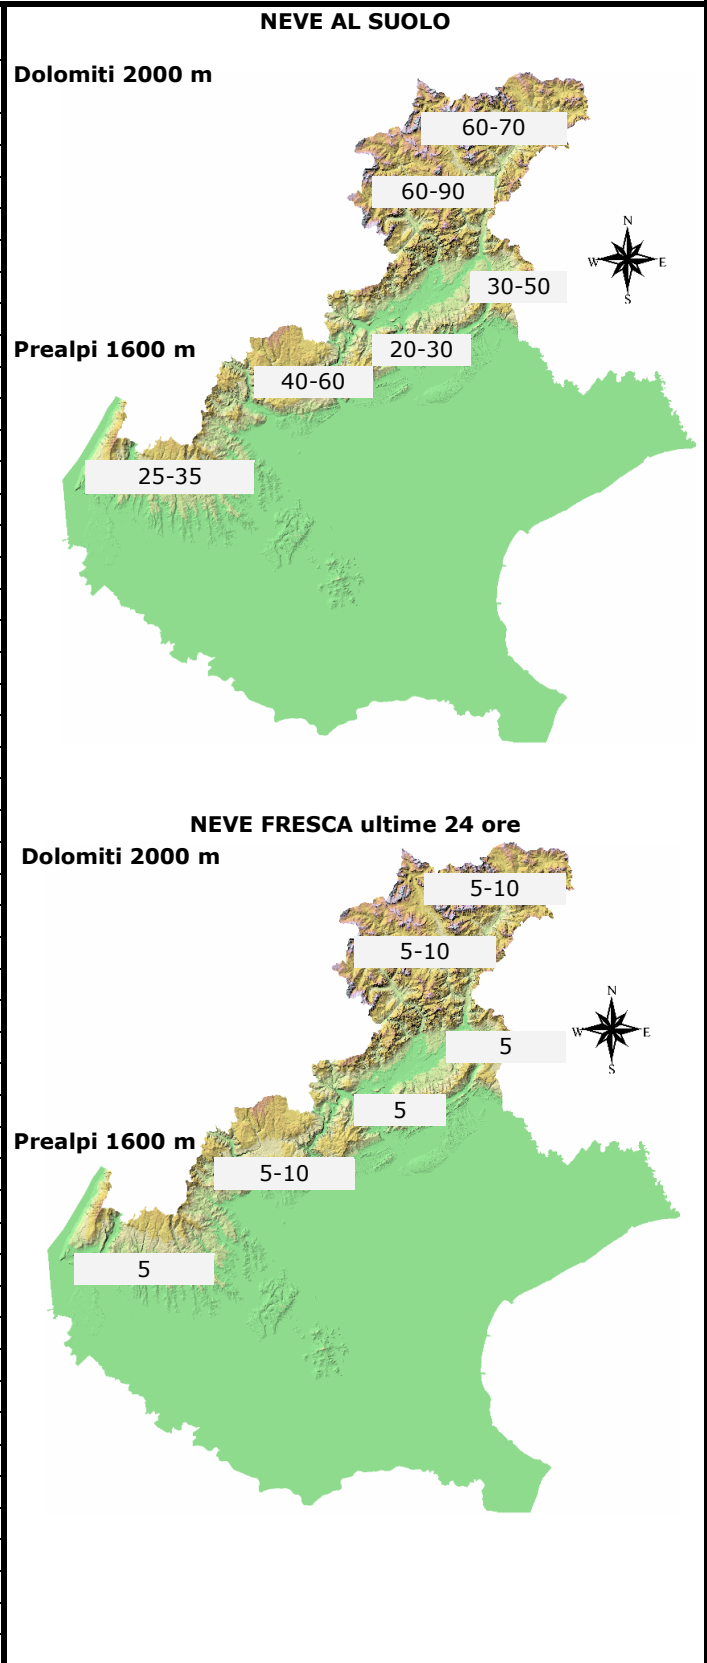 NEVE AL SUOLO
Dolomiti 2000 m
60-70
60-90
N
W E
S
30-50
Prealpi 1600 m
20-30
40-60
25-35
NEVE FRESCA ultime 24 ore
Dolomiti 2000 m
5-10
5-10
N
W E
S
5
5
Prealpi 1600 m
5-10
5